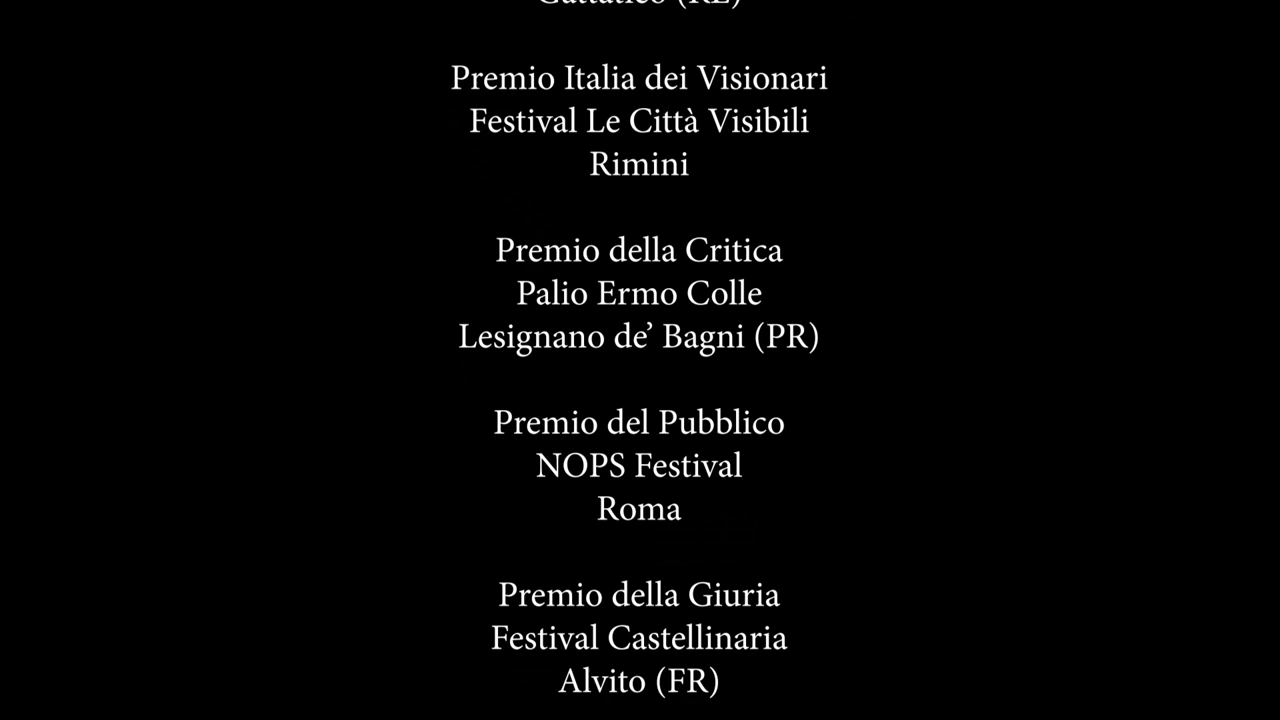 Premio Italia dei Visionari
Festival Le Città Visibili
Rimini
Premio della Critica
Palio Ermo Colle
Lesignano de’ Bagni (PR)
Premio del Pubblico
NOPS Festival
Roma
Premio della Giuria
Festival Castellinaria
Alvito (FR)